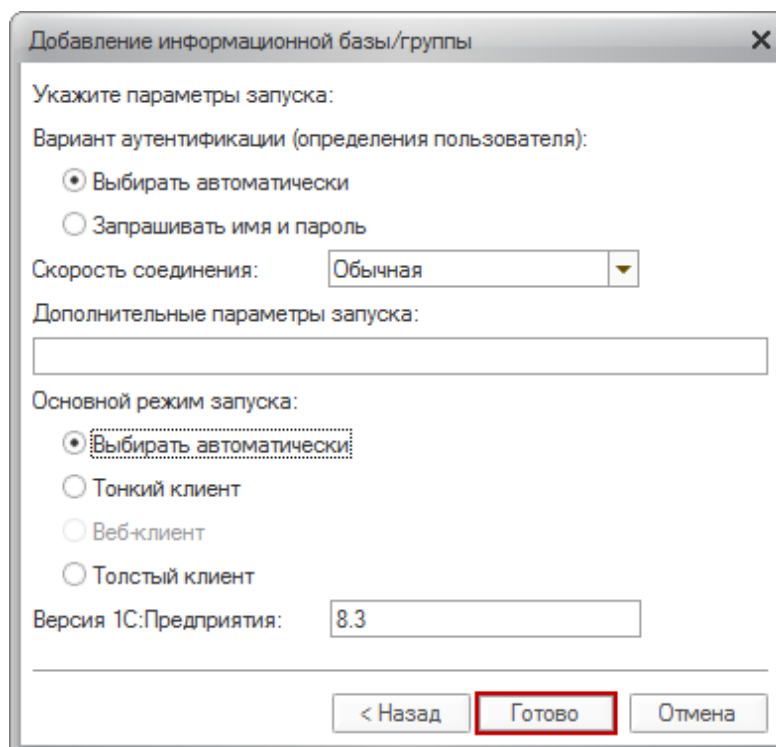 Добавление информационной базы/группы
Укажите параметры запуска:
Вариант аутентификации (определения пользователя):
Выбирать автоматически
Запрашивать имя и пароль
Скорость соединения: Обычная
Дополнительные параметры запуска:
Основной режим запуска:
Выбирать автоматически
Тонкий клиент
Веб-клиент
Толстый клиент
Версия 1С:Предприятия: 8.3
< Назад Готово Отмена